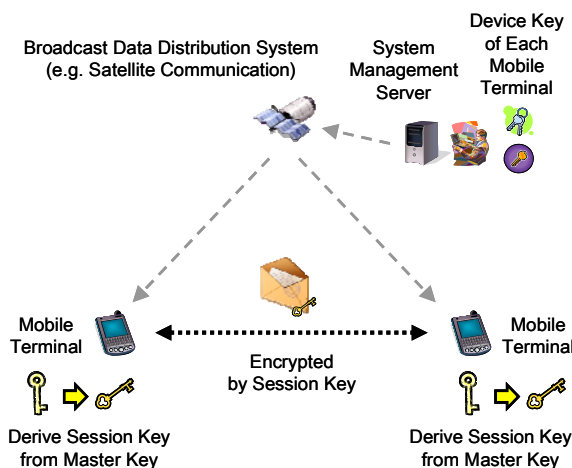 Broadcast Data Distribution System
(e.g. Satellite Communication)
System
Management
Server
Device Key
of Each
Mobile
Terminal
Mobile
Terminal
Encrypted
by Session Key
Mobile
Terminal
Derive Session Key
from Master Key
Derive Session Key
from Master Key